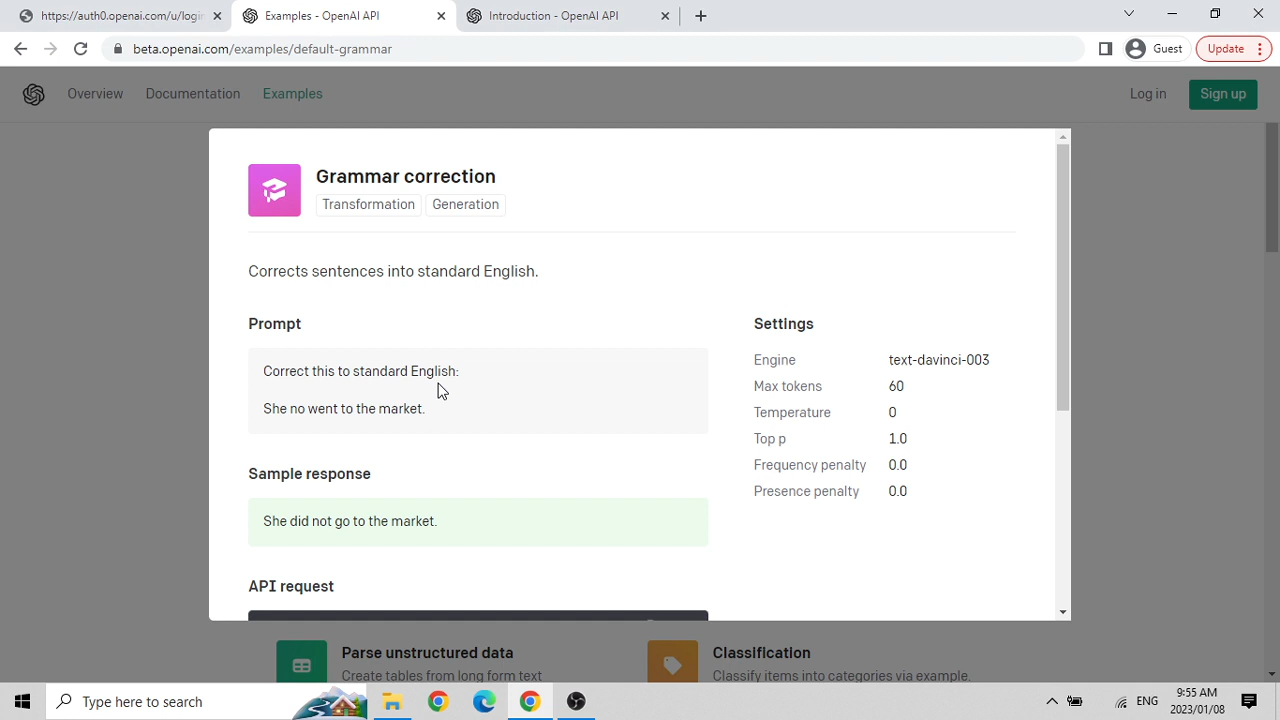 https://auth0.openai.com/u/login
Examples - OpenAI API
Introduction - OpenAI API
beta.openai.com/examples/default-grammar
Guest
Update
Overview
Documentation
Examples
Log in
Sign up
Grammar correction
Transformation
Generation
Corrects sentences into standard English.
Prompt
Correct this to standard English:
She no went to the market.
Sample response
She did not go to the market.
API request
Settings
Engine text-davinci-003
Max tokens 60
Temperature 0
Top p 1.0
Frequency penalty 0.0
Presence penalty 0.0
Parse unstructured data
Create tables from long form text
Classification
Classify items into categories via example.
Type here to search
ENG
9:55 AM
2023/01/08